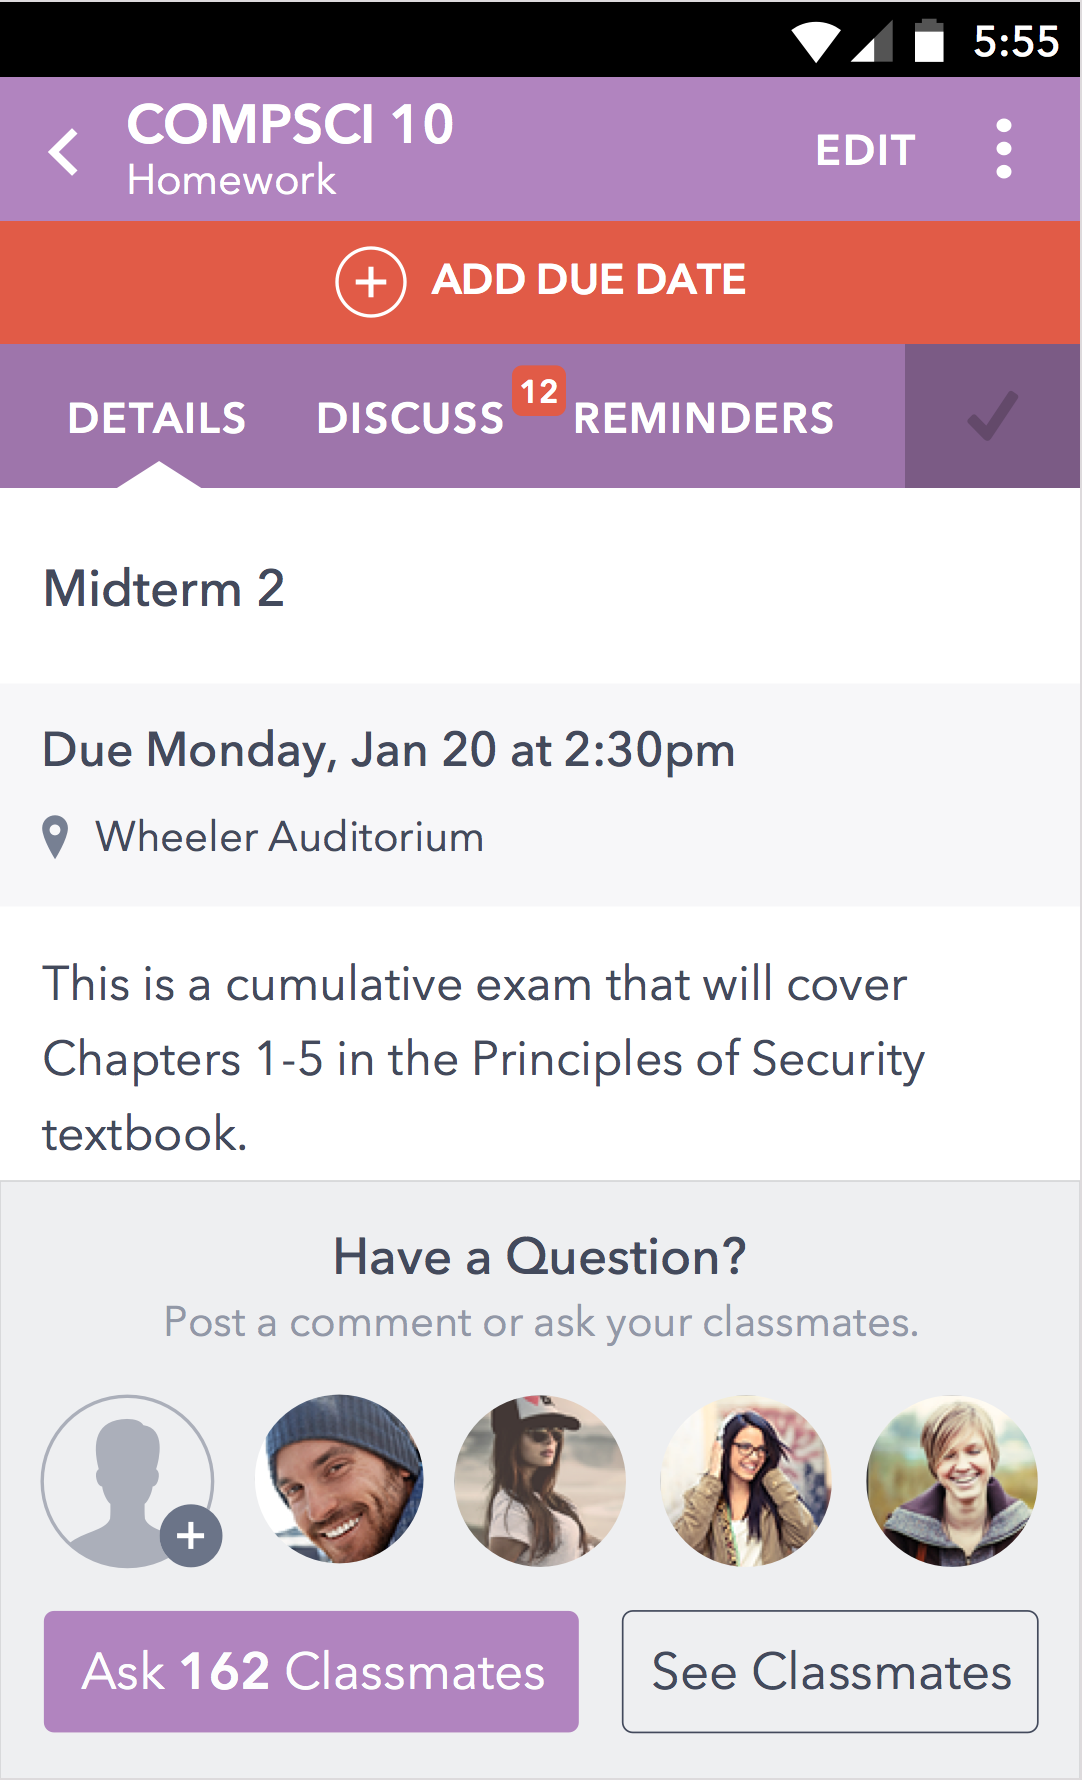 5:55
COMPSCI 10
Homework
EDIT
ADD DUE DATE
DETAILS
DISCUSS
12
REMINDERS
Midterm 2
Due Monday, Jan 20 at 2:30pm
Wheeler Auditorium
This is a cumulative exam that will cover
Chapters 1-5 in the Principles of Security
textbook.
Have a Question?
Post a comment or ask your classmates.
Ask 162 Classmates
See Classmates